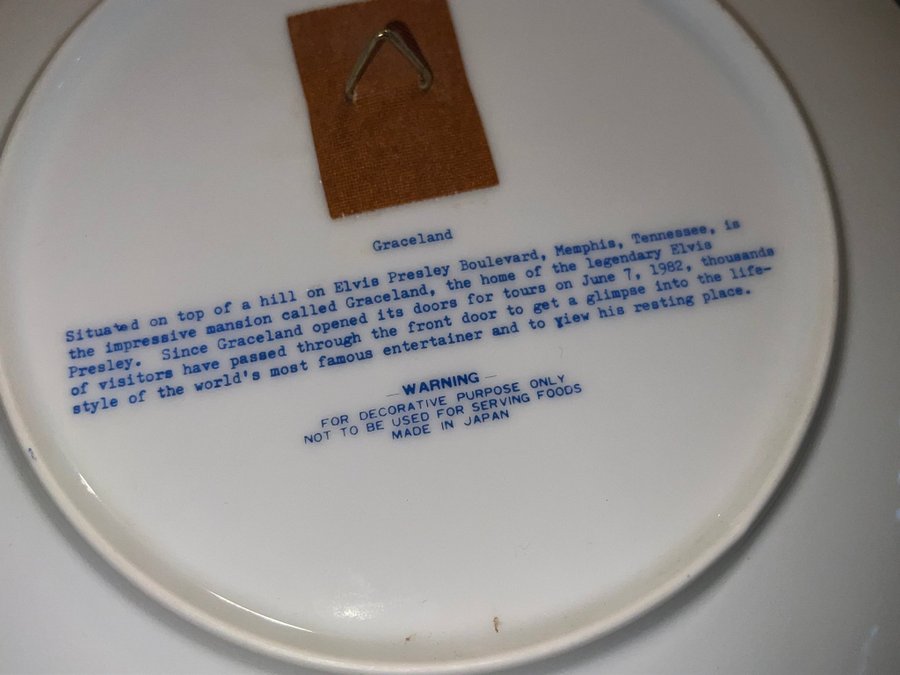 Graceland
Situated on top of a hill on Elvis Presley Boulevard, Memphis, Tennessee, is
the impressive mansion called Graceland, the home of the legendary Elvis
Presley. Since Graceland opened its doors for tours on June 7, 1982, thousands
of visitors have passed through the front door to get a glimpse into the life-
style of the world's most famous entertainer and to view his resting place.
— WARNING —
FOR DECORATIVE PURPOSE ONLY
NOT TO BE USED FOR SERVING FOODS
MADE IN JAPAN